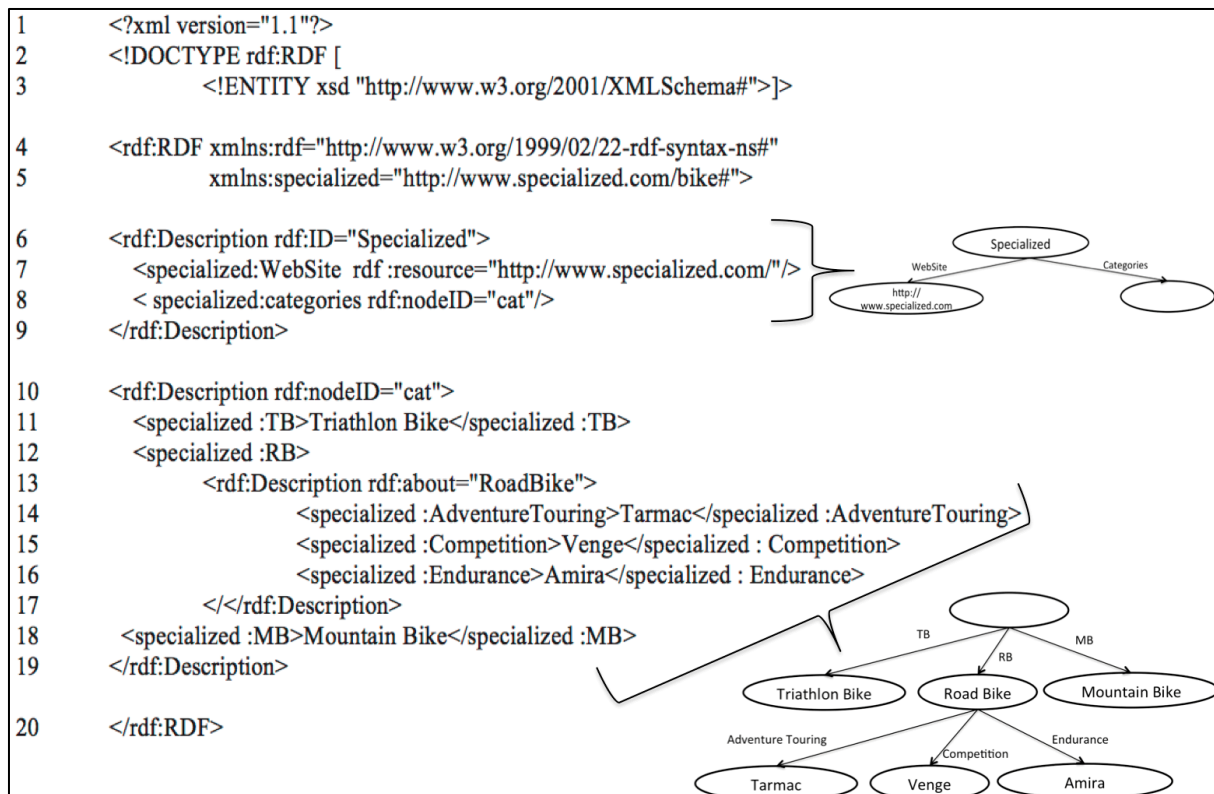 1 <?xml version="1.1"?>
2 <!DOCTYPE rdf:RDF [
3 <!ENTITY xsd "http://www.w3.org/2001/XMLSchema#">]>
4 <rdf:RDF xmlns:rdf="http://www.w3.org/1999/02/22-rdf-syntax-ns#"
5 xmlns:specialized="http://www.specialized.com/bike#">
6 <rdf:Description rdf:ID="Specialized">
7 <specialized:WebSite rdf :resource="http://www.specialized.com/"/>
8 < specialized:categories rdf:nodeID="cat"/>
9 </rdf:Description>
Specialized
WebSite
Categories
http://
www.specialized.com
10 <rdf:Description rdf:nodeID="cat">
11 <specialized :TB>Triathlon Bike</specialized :TB>
12 <specialized :RB>
13 <rdf:Description rdf:about="RoadBike">
14 <specialized :AdventureTouring>Tarmac</specialized :AdventureTouring>
15 <specialized :Competition>Venge</specialized : Competition>
16 <specialized :Endurance>Amira</specialized : Endurance>
17 </</rdf:Description>
18 <specialized :MB>Mountain Bike</specialized :MB>
19 </rdf:Description>
20 </rdf:RDF>
TB
RB
MB
Triathlon Bike
Road Bike
Mountain Bike
Adventure Touring
Competition
Endurance
Tarmac
Venge
Amira